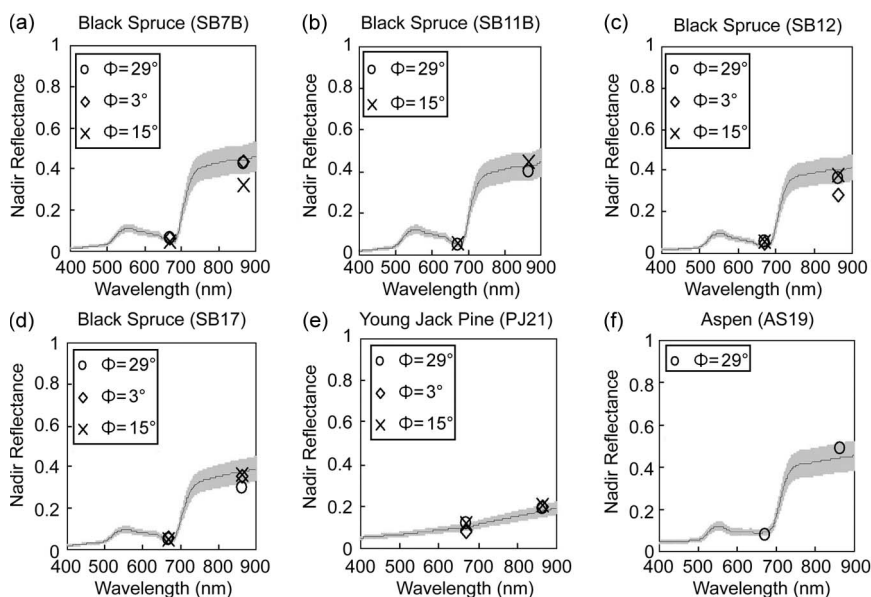 (a) Black Spruce (SB7B)
1
0.8
0.6
0.4
0.2
0
Nadir Reflectance
Φ= 29°
Φ= 3°
Φ= 15°
400 500 600 700 800 900
Wavelength (nm)
(b) Black Spruce (SB11B)
1
0.8
0.6
0.4
0.2
0
Nadir Reflectance
Φ= 29°
Φ= 15°
400 500 600 700 800 900
Wavelength (nm)
(c) Black Spruce (SB12)
1
0.8
0.6
0.4
0.2
0
Nadir Reflectance
Φ= 29°
Φ= 3°
Φ= 15°
400 500 600 700 800 900
Wavelength (nm)
(d) Black Spruce (SB17)
1
0.8
0.6
0.4
0.2
0
Nadir Reflectance
Φ= 29°
Φ= 3°
Φ= 15°
400 500 600 700 800 900
Wavelength (nm)
(e) Young Jack Pine (PJ21)
1
0.8
0.6
0.4
0.2
0
Nadir Reflectance
Φ= 29°
Φ= 3°
Φ= 15°
400 500 600 700 800 900
Wavelength (nm)
(f) Aspen (AS19)
1
0.8
0.6
0.4
0.2
0
Nadir Reflectance
Φ= 29°
400 500 600 700 800 900
Wavelength (nm)